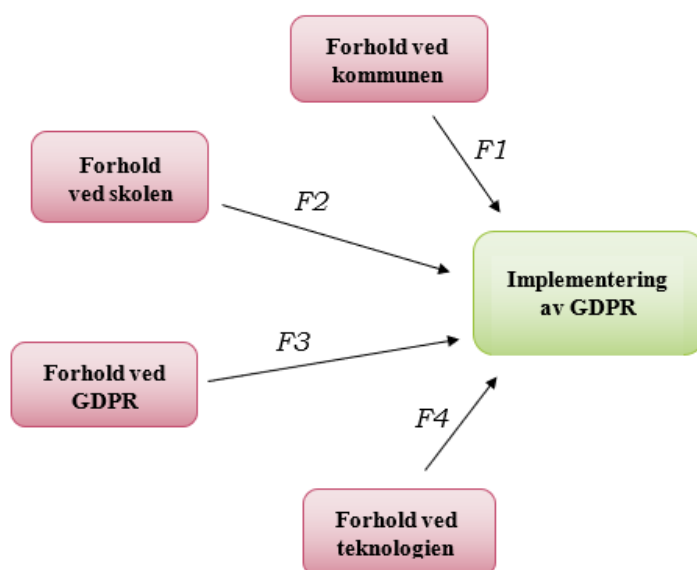 Forhold ved
kommunen
F1
Forhold
ved skolen
F2
Implementering
av GDPR
F3
Forhold ved
GDPR
F4
Forhold ved
teknologien